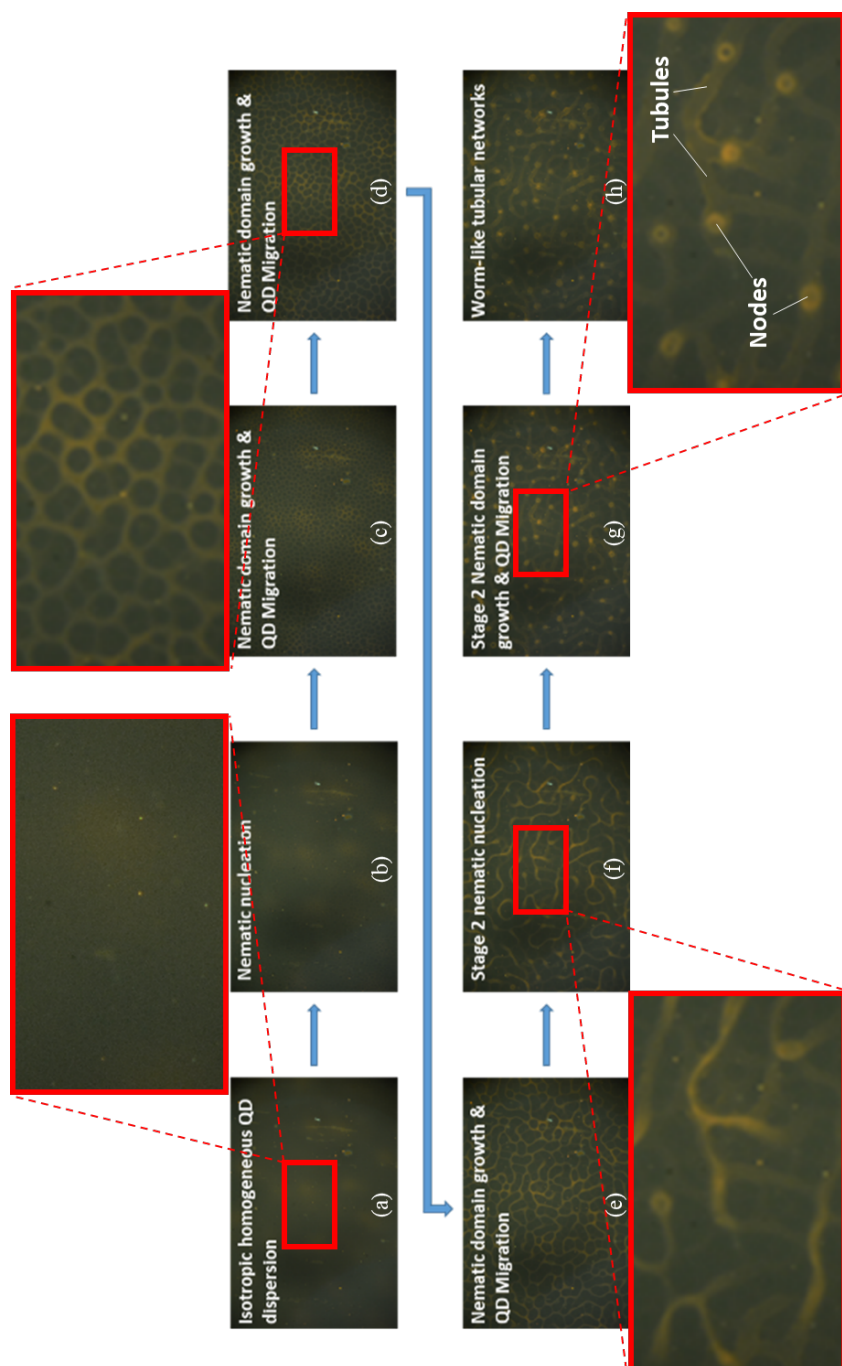 Isotropic homogeneous QD
dispersion
(a)
Nematic nucleation
(b)
Nematic domain growth &
QD Migration
(c)
Nematic domain growth &
QD Migration
(d)
Nematic domain growth &
QD Migration
(e)
Stage 2 nematic nucleation
(f)
Stage 2 Nematic domain
growth & QD Migration
(g)
Worm-like tubular networks
(h)
Tubules
Nodes